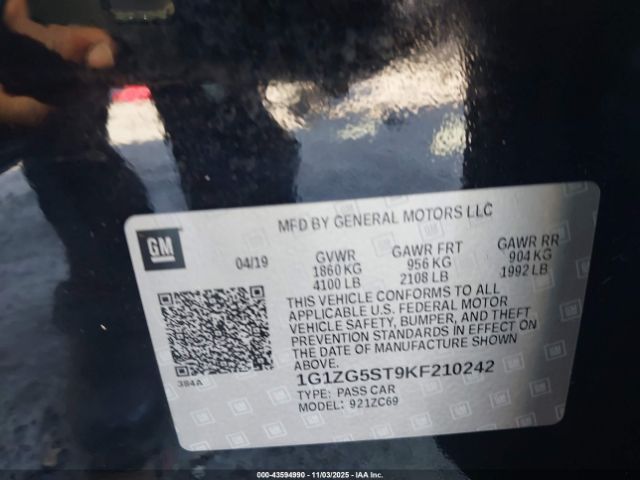 MFD BY GENERAL MOTORS LLC
GM
04/19
GVWR
1860 KG
4100 LB
GAWR FRT
956 KG
2108 LB
GAWR RR
904 KG
1992 LB
THIS VEHICLE CONFORMS TO ALL
APPLICABLE U.S. FEDERAL MOTOR
VEHICLE SAFETY, BUMPER, AND THEFT
PREVENTION STANDARDS IN EFFECT ON
THE DATE OF MANUFACTURE SHOWN
ABOVE.
384A
1G1ZG5ST9KF210242
TYPE: PASS CAR
MODEL: 921ZC69
000-43594990 - 11/03/2025 - IAA Inc.